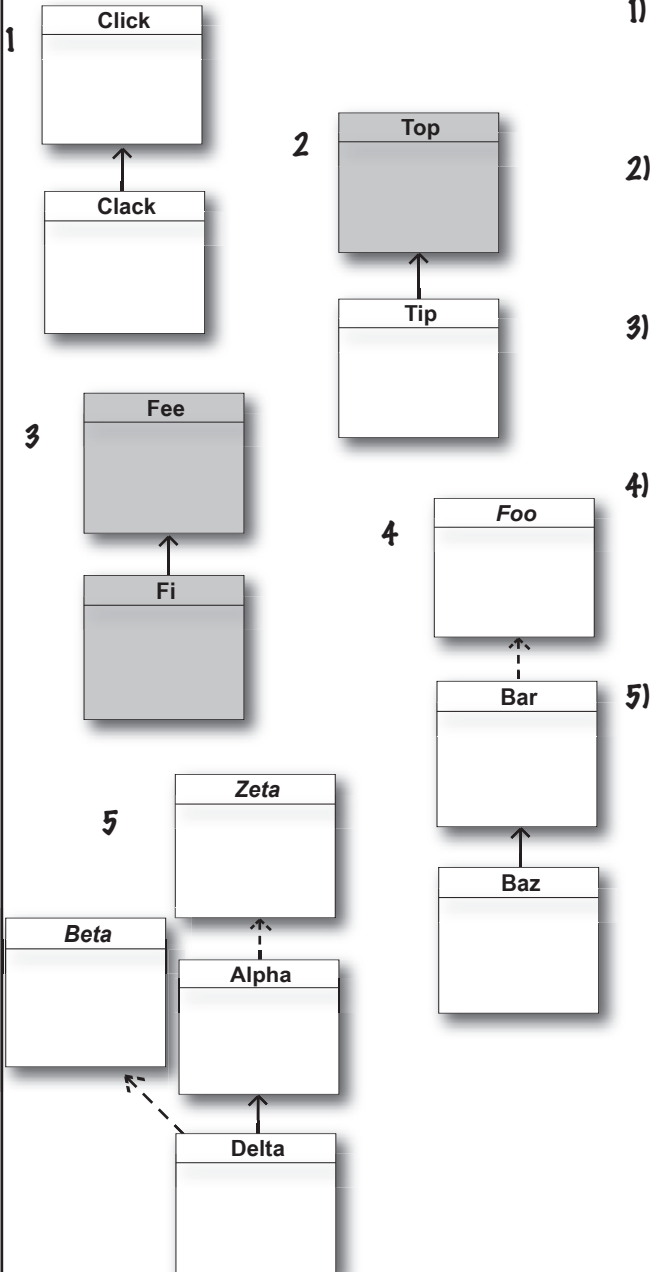 1
Click
Clack
2
Top
Tip
3
Fee
Fi
4
Foo
Bar
Baz
5
Zeta
Beta
Alpha
Delta
1)
2)
3)
4)
5)